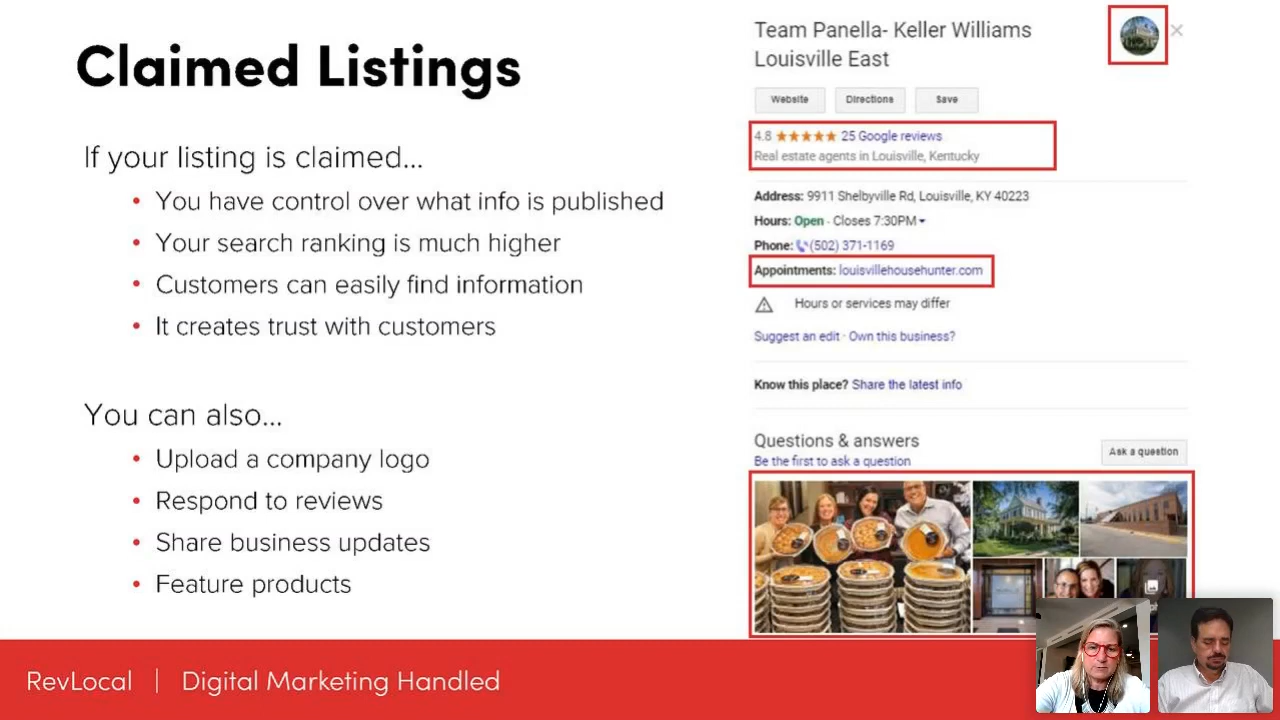 Claimed Listings
If your listing is claimed...
• You have control over what info is published
• Your search ranking is much higher
• Customers can easily find information
• It creates trust with customers
You can also...
• Upload a company logo
• Respond to reviews
• Share business updates
• Feature products
Team Panella- Keller Williams
Louisville East
×
Website Directions Save
4.8 ★★★★★ 25 Google reviews
Real estate agents in Louisville, Kentucky
Address: 9911 Shelbyville Rd, Louisville, KY 40223
Hours: Open · Closes 7:30PM
Phone: (502) 371-1169
Appointments: louisvillehousehunter.com
Hours or services may differ
Suggest an edit · Own this business?
Know this place? Share the latest info
Questions & answers
Be the first to ask a question
Ask a question
RevLocal | Digital Marketing Handled